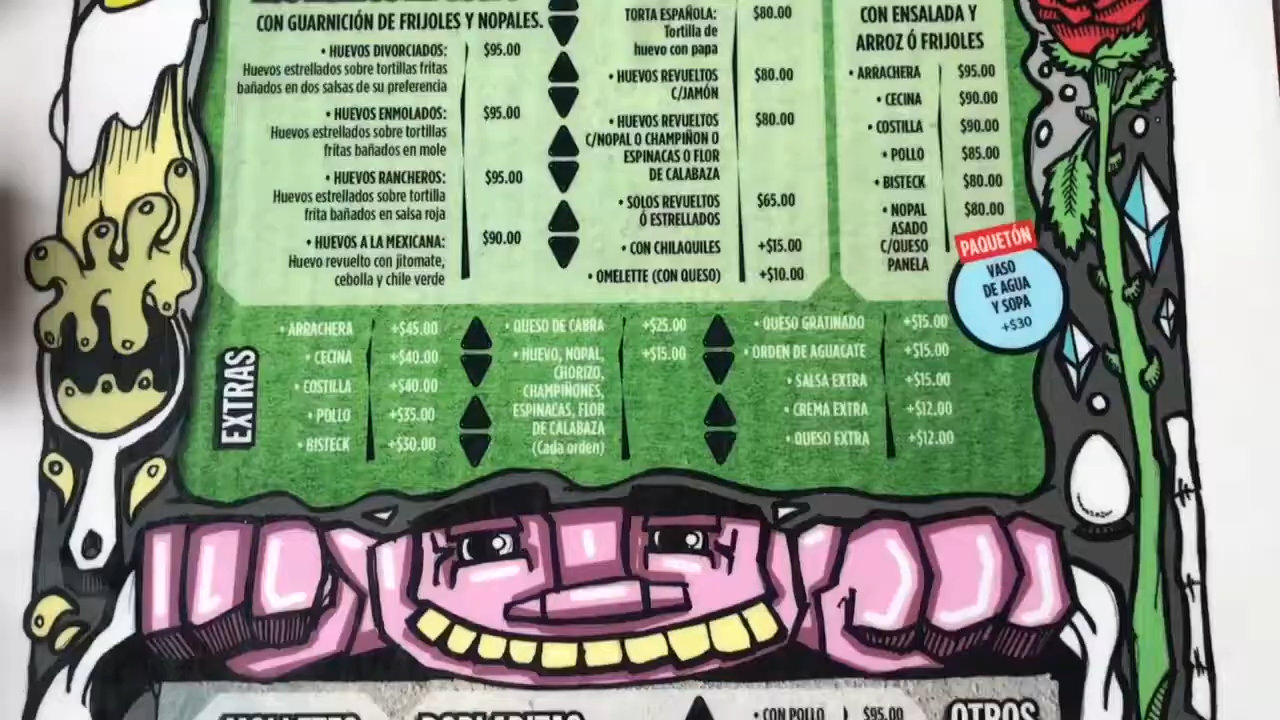 CON GUARNICIÓN DE FRIJOLES Y NOPALES.
• HUEVOS DIVORCIADOS: $95.00
Huevos estrellados sobre tortillas fritas
bañados en dos salsas de su preferencia
• HUEVOS ENMOLADOS: $95.00
Huevos estrellados sobre tortillas
fritas bañados en mole
• HUEVOS RANCHEROS: $95.00
Huevos estrellados sobre tortilla
frita bañados en salsa roja
• HUEVOS A LA MEXICANA: $90.00
Huevo revuelto con jitomate,
cebolla y chile verde
TORTA ESPAÑOLA: $80.00
Tortilla de
huevo con papa
• HUEVOS REVUELTOS $80.00
C/JAMÓN
• HUEVOS REVUELTOS $80.00
C/NOPAL O CHAMPIÑON O
ESPINACAS O FLOR
DE CALABAZA
• SOLOS REVUELTOS $65.00
Ó ESTRELLADOS
• CON CHILAQUILES +$15.00
• OMELETTE (CON QUESO) +$10.00
CON ENSALADA Y
ARROZ Ó FRIJOLES
• ARRACHERA $95.00
• CECINA $90.00
• COSTILLA $90.00
• POLLO $85.00
• BISTECK $80.00
• NOPAL $80.00
ASADO
C/QUESO
PANELA
PAQUETÓN
VASO
DE AGUA
Y SOPA
+$30
EXTRAS
• ARRACHERA +$45.00
• CECINA +$40.00
• COSTILLA +$40.00
• POLLO +$35.00
• BISTECK +$30.00
• QUESO DE CABRA +$25.00
• HUEVO, NOPAL, +$15.00
CHORIZO,
CHAMPIÑONES,
ESPINACAS, FLOR
DE CALABAZA
(Cada orden)
• QUESO GRATINADO +$15.00
• ORDEN DE AGUACATE +$15.00
• SALSA EXTRA +$15.00
• CREMA EXTRA +$12.00
• QUESO EXTRA +$12.00
• CON POLLO $95.00
OTROS